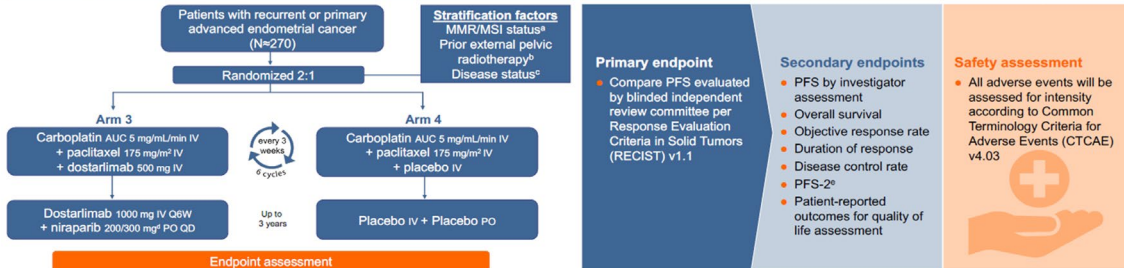 Patients with recurrent or primary
advanced endometrial cancer
(N≈270)
Stratification factors
MMR/MSI statusᵃ
Prior external pelvic
radiotherapyᵇ
Disease statusᶜ
Randomized 2:1
Arm 3
Carboplatin AUC 5 mg/mL/min IV
+ paclitaxel 175 mg/m² IV
+ dostarlimab 500 mg IV
every 3
weeks
6 cycles
Arm 4
Carboplatin AUC 5 mg/mL/min IV
+ paclitaxel 175 mg/m² IV
+ placebo IV
Dostarlimab 1000 mg IV Q6W
+ niraparib 200/300 mgᵈ PO QD
Up to
3 years
Placebo IV + Placebo PO
Endpoint assessment
Primary endpoint
• Compare PFS evaluated
by blinded independent
review committee per
Response Evaluation
Criteria in Solid Tumors
(RECIST) v1.1
Secondary endpoints
• PFS by investigator
assessment
• Overall survival
• Objective response rate
• Duration of response
• Disease control rate
• PFS-2ᵉ
• Patient-reported
outcomes for quality of
life assessment
Safety assessment
• All adverse events will be
assessed for intensity
according to Common
Terminology Criteria for
Adverse Events (CTCAE)
v4.03